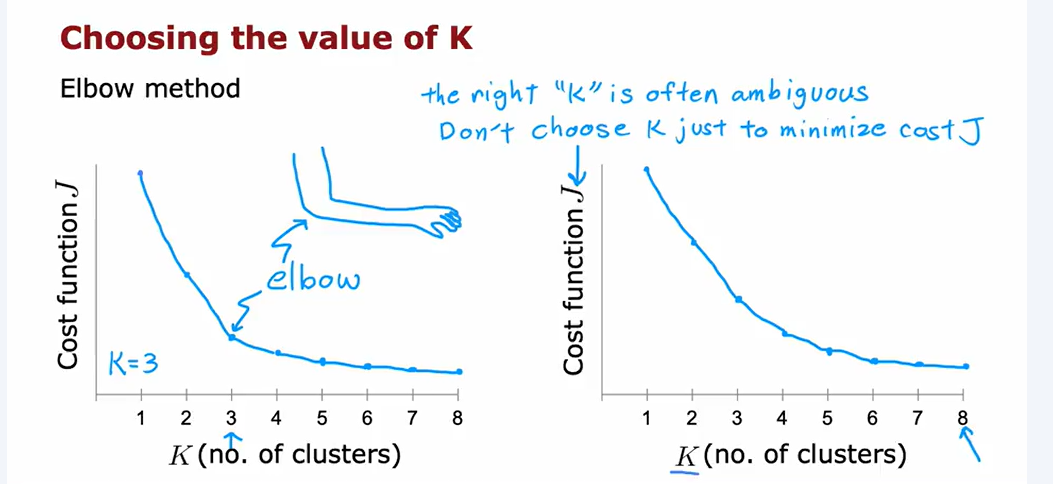 Choosing the value of K
Elbow method
the right "K" is often ambiguous
Don't choose K just to minimize cost J
Cost function J
elbow
K=3
1 2 3 4 5 6 7 8
K (no. of clusters)
Cost function J
1 2 3 4 5 6 7 8
K (no. of clusters)